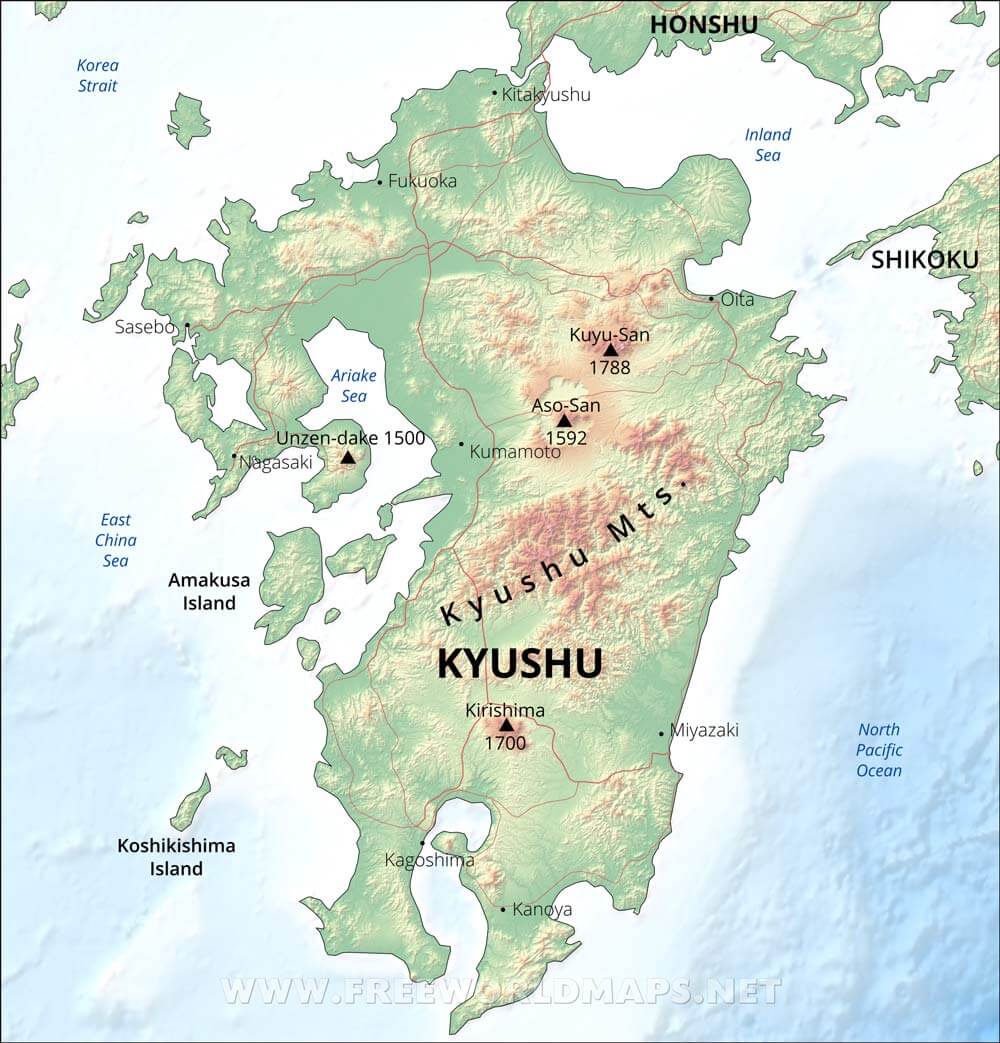 HONSHU
Korea
Strait
Kitakyushu
Inland
Sea
Fukuoka
SHIKOKU
Oita
Sasebo
Kuyu-San
1788
Ariake
Sea
Aso-San
1592
Unzen-dake 1500
Nagasaki
Kumamoto
Kyushu Mts.
East
China
Sea
Amakusa
Island
KYUSHU
Kirishima
1700
Miyazaki
North
Pacific
Ocean
Koshikishima
Island
Kagoshima
Kanoya
WWW.FREEWORLDMAPS.NET